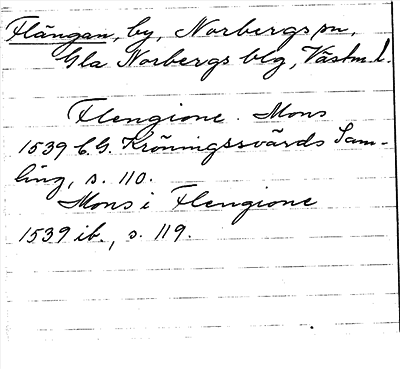 Flängan, by, Norbergs sn,
Gla Norbergs blg, Västm. l.
Flengione. Mons
1539 C.G. Kröningssvärds Sam-
ling, s. 110.
Mons i Flengione
1539 ib., s. 119.